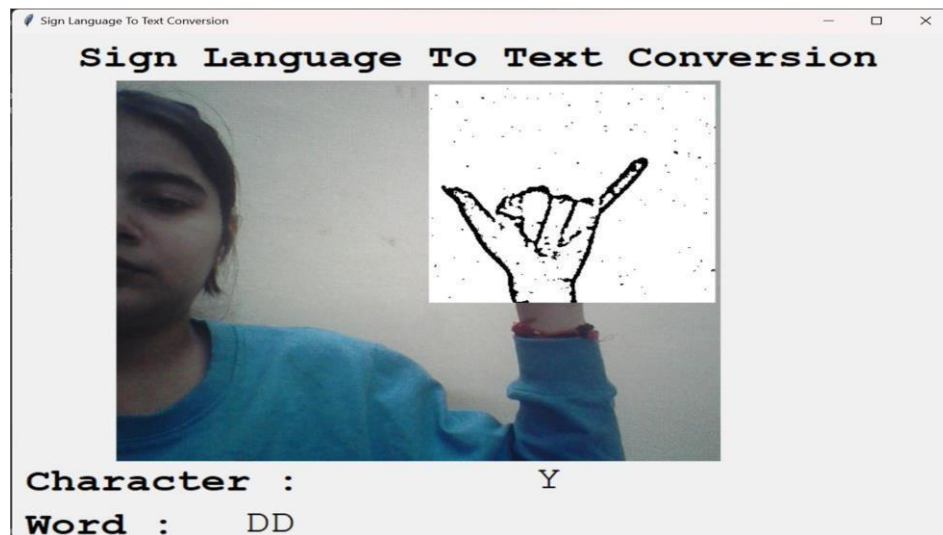 Sign Language To Text Conversion
Sign Language To Text Conversion
Character : Y
Word : DD